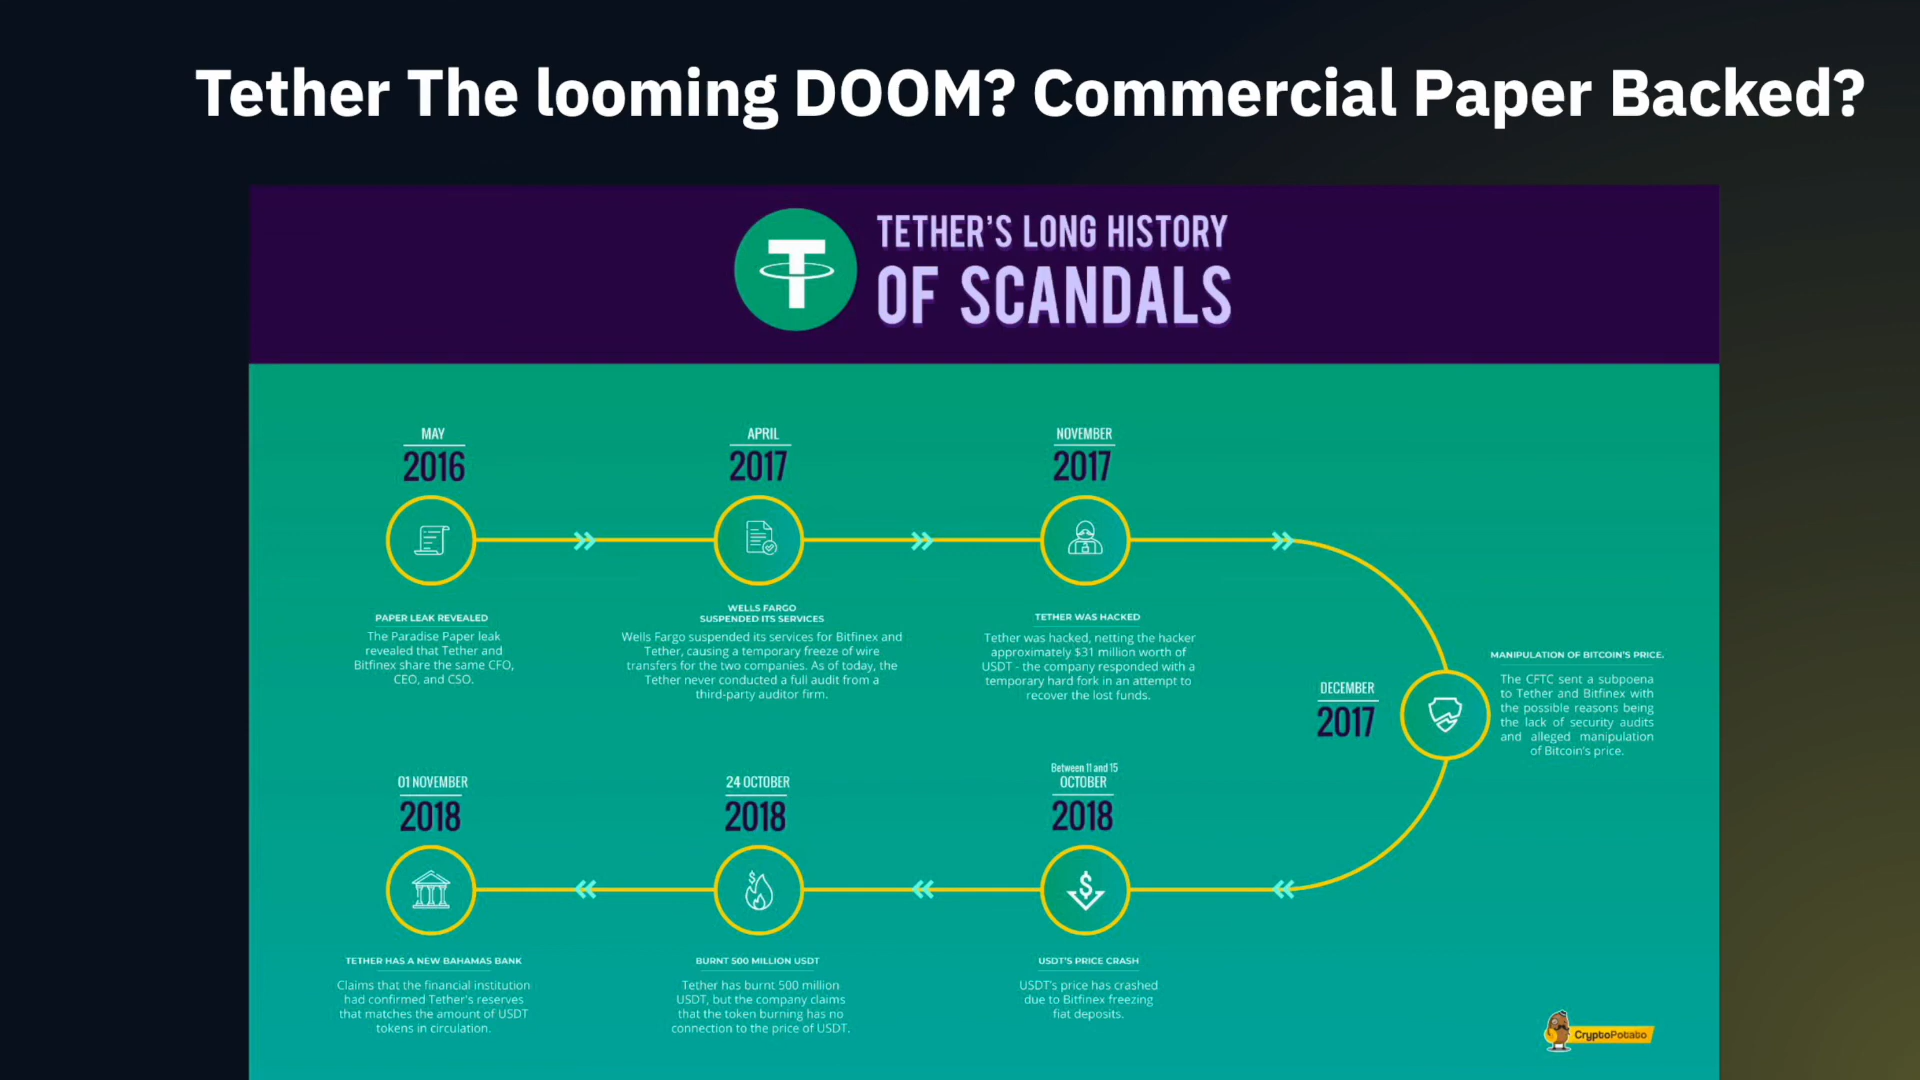 Tether The looming DOOM? Commercial Paper Backed?
TETHER'S LONG HISTORY
OF SCANDALS
MAY
2016
PAPER LEAK REVEALED
The Paradise Paper leak
revealed that Tether and
Bitfinex share the same CFO,
CEO, and CSO.
APRIL
2017
WELLS FARGO
SUSPENDED ITS SERVICES
Wells Fargo suspended its services for Bitfinex and
Tether, causing a temporary freeze of wire
transfers for the two companies. As of today, the
Tether never conducted a full audit from a
third-party auditor firm.
NOVEMBER
2017
TETHER WAS HACKED
Tether was hacked, netting the hacker
approximately $31 million worth of
USDT - the company responded with a
temporary hard fork in an attempt to
recover the lost funds.
DECEMBER
2017
MANIPULATION OF BITCOIN'S PRICE.
The CFTC sent a subpoena
to Tether and Bitfinex with
the possible reasons being
the lack of security audits
and alleged manipulation
of Bitcoin's price.
Between 11 and 15
OCTOBER
2018
USDT'S PRICE CRASH
USDT's price has crashed
due to Bitfinex freezing
fiat deposits.
24 OCTOBER
2018
BURNT 500 MILLION USDT
Tether has burnt 500 million
USDT, but the company claims
that the token burning has no
connection to the price of USDT.
01 NOVEMBER
2018
TETHER HAS A NEW BAHAMAS BANK
Claims that the financial institution
had confirmed Tether's reserves
that matches the amount of USDT
tokens in circulation.
CryptoPotato